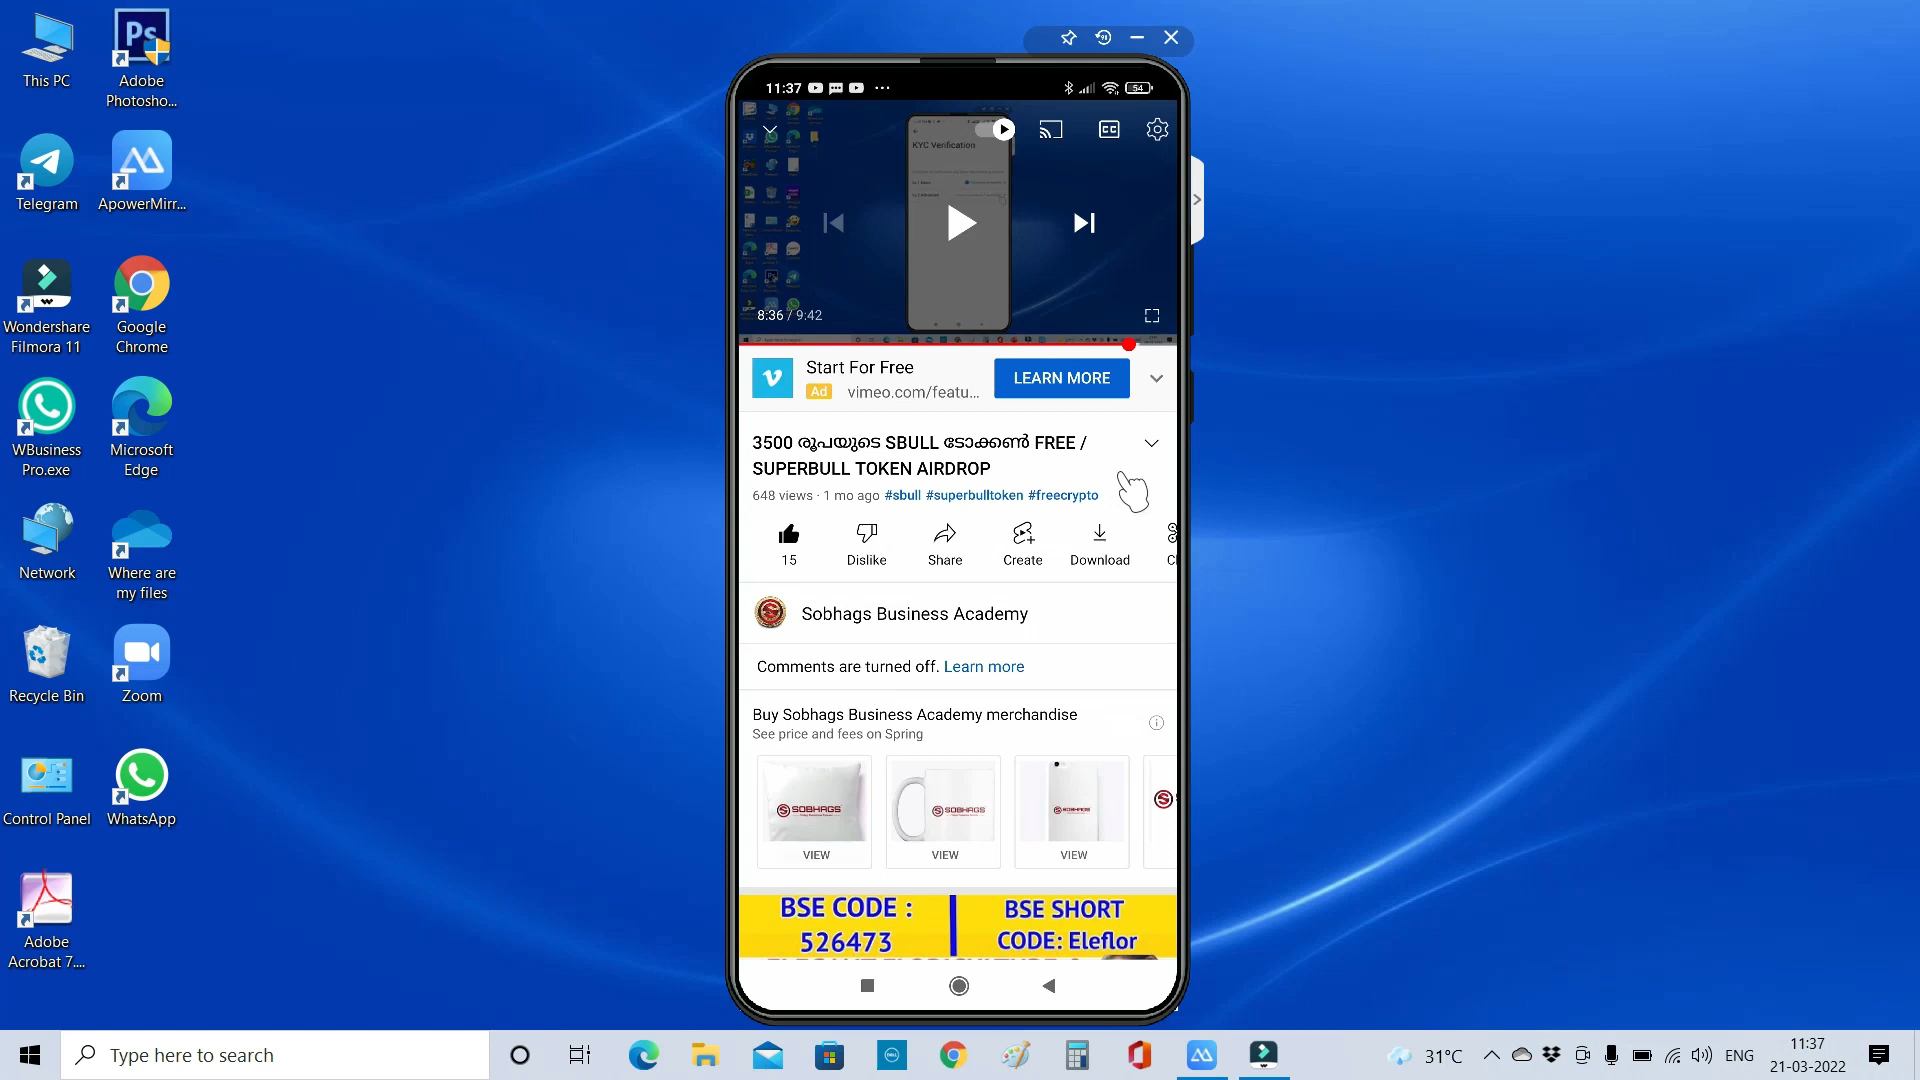 This PC
Adobe
Photosho...
Telegram
ApowerMirr...
Wondershare
Filmora 11
Google
Chrome
WBusiness
Pro.exe
Microsoft
Edge
Network
Where are
my files
Recycle Bin
Zoom
Control Panel
WhatsApp
Adobe
Acrobat 7....
11:37
54
KYC Verification
CC
8:36 / 9:42
Start For Free
Ad vimeo.com/featu...
LEARN MORE
3500 രൂപയുടെ SBULL ടോക്കൺ FREE /
SUPERBULL TOKEN AIRDROP
648 views · 1 mo ago #sbull #superbulltoken #freecrypto
15
Dislike
Share
Create
Download
Sobhags Business Academy
Comments are turned off. Learn more
Buy Sobhags Business Academy merchandise
See price and fees on Spring
SOBHAGS
SOBHAGS
SOBHAGS
VIEW
VIEW
VIEW
BSE CODE :
526473
BSE SHORT
CODE: Eleflor
Type here to search
31°C
ENG
11:37
21-03-2022